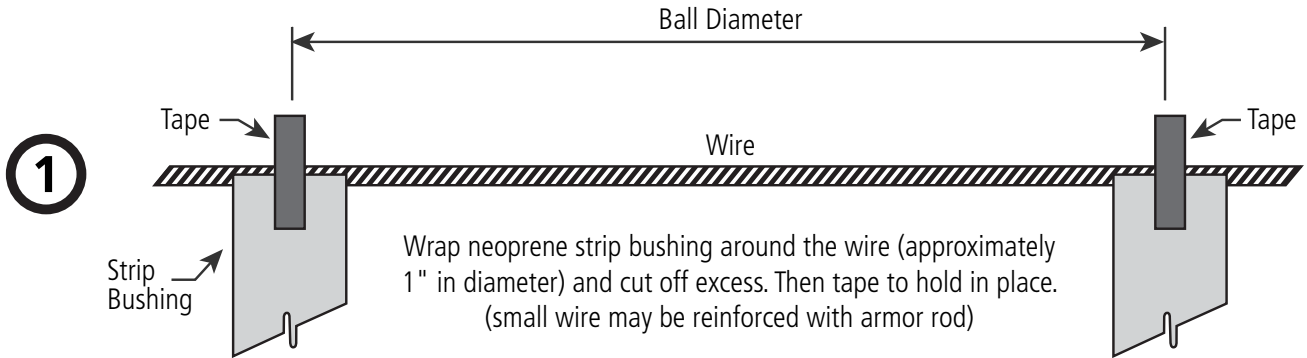 Ball Diameter
Tape
Tape
Wire
1
Wrap neoprene strip bushing around the wire (approximately
1" in diameter) and cut off excess. Then tape to hold in place.
(small wire may be reinforced with armor rod)
Strip
Bushing